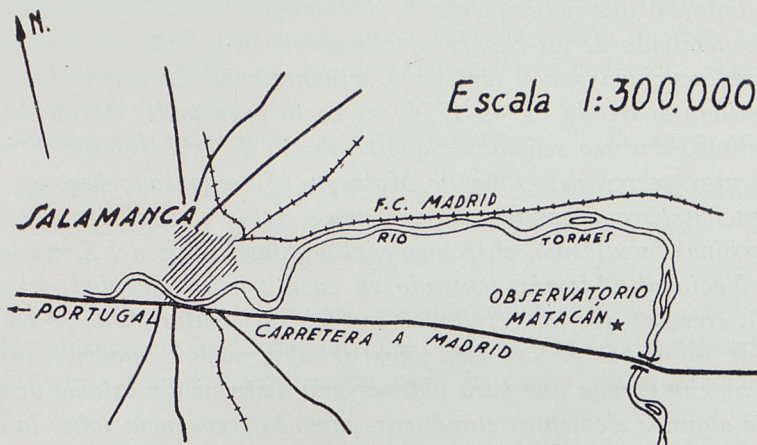 N.
Escala 1:300.000
SALAMANCA
F.C. MADRID
RIO TORMES
OBSERVATORIO
MATACÁN
← PORTUGAL
CARRETERA A MADRID